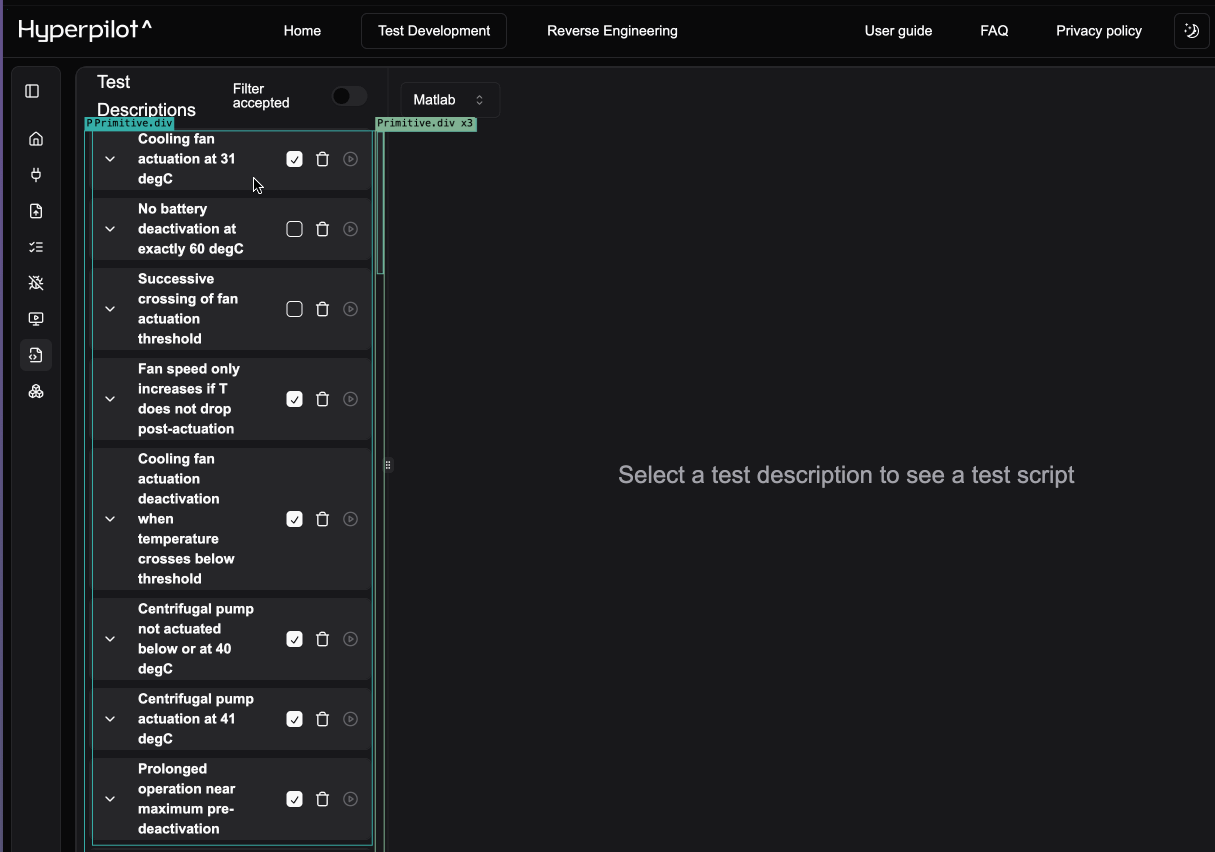 Hyperpilot^
Home
Test Development
Reverse Engineering
User guide
FAQ
Privacy policy
Test
Descriptions
Filter
accepted
Matlab
PPrimitive.div
Primitive.div x3
Cooling fan
actuation at 31
degC
No battery
deactivation at
exactly 60 degC
Successive
crossing of fan
actuation
threshold
Fan speed only
increases if T
does not drop
post-actuation
Cooling fan
actuation
deactivation
when
temperature
crosses below
threshold
Centrifugal pump
not actuated
below or at 40
degC
Centrifugal pump
actuation at 41
degC
Prolonged
operation near
maximum pre-
deactivation
Select a test description to see a test script